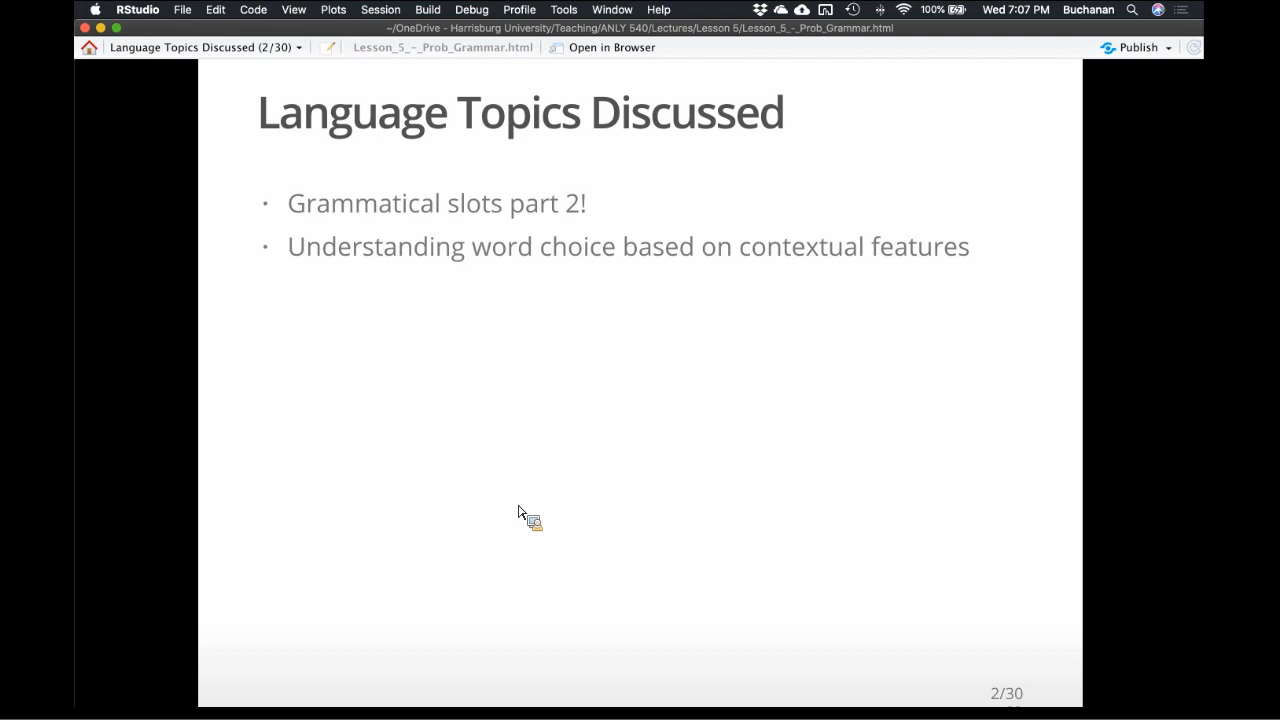 RStudio File Edit Code View Plots Session Build Debug Profile Tools Window Help 100% Wed 7:07 PM Buchanan
~/OneDrive - Harrisburg University/Teaching/ANLY 540/Lectures/Lesson 5/Lesson_5_-_Prob_Grammar.html
Language Topics Discussed (2/30) Lesson_5_-_Prob_Grammar.html Open in Browser Publish
Language Topics Discussed
• Grammatical slots part 2!
• Understanding word choice based on contextual features
2/30